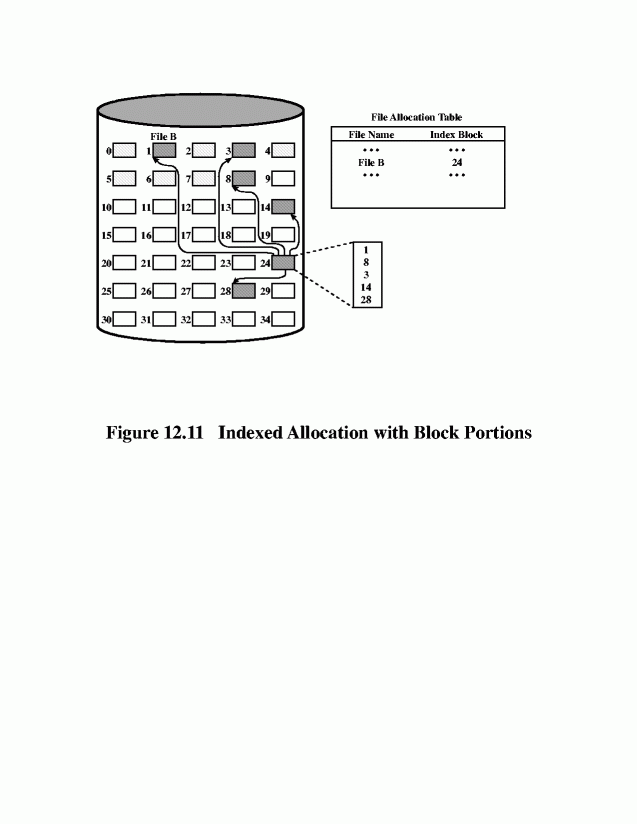 File Allocation Table
File Name Index Block
• • • • • •
File B 24
• • • • • •
File B
0 1 2 3 4
5 6 7 8 9
10 11 12 13 14
15 16 17 18 19
20 21 22 23 24
25 26 27 28 29
30 31 32 33 34
1
8
3
14
28
Figure 12.11 Indexed Allocation with Block Portions